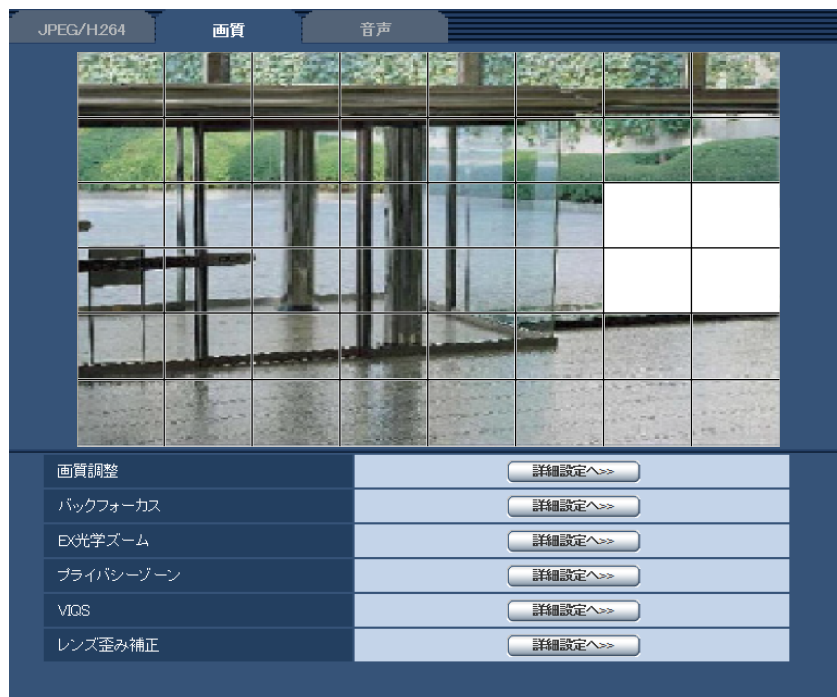 JPEG/H.264
画質
音声
画質調整 詳細設定へ>>
バックフォーカス 詳細設定へ>>
EX光学ズーム 詳細設定へ>>
プライバシーゾーン 詳細設定へ>>
VIQS 詳細設定へ>>
レンズ歪み補正 詳細設定へ>>